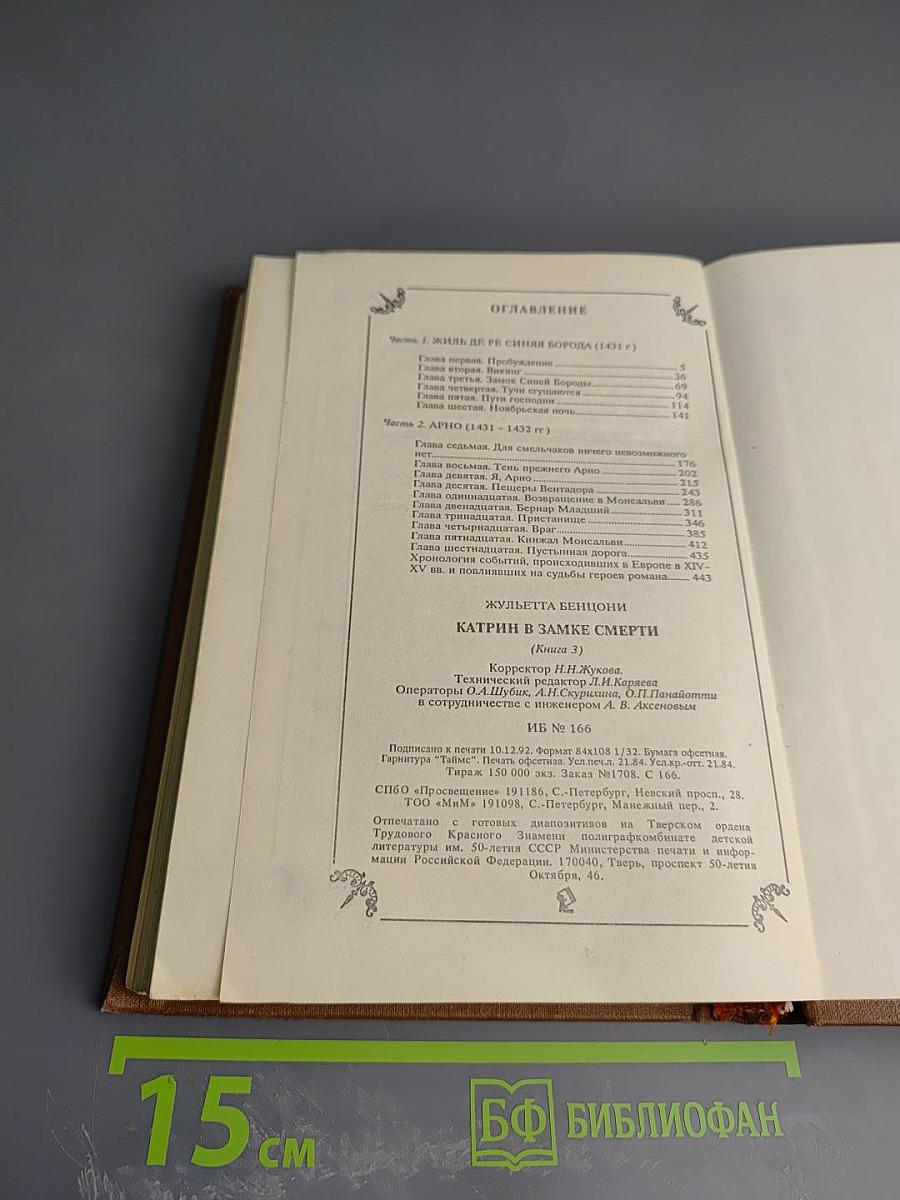 ОГЛАВЛЕНИЕ
Часть 1. ЖИЛЬ ДЕ РЕ СИНЯЯ БОРОДА (1431 г)
Глава первая. Пробуждение 5
Глава вторая. Викинг 36
Глава третья. Замок Синей Бороды 69
Глава четвертая. Тучи сгущаются 94
Глава пятая. Пути господни 114
Глава шестая. Ноябрьская ночь 141
Часть 2. АРНО (1431 - 1432 гг)
Глава седьмая. Для смельчаков ничего невозможного
нет 176
Глава восьмая. Тень прежнего Арно 202
Глава девятая. Я, Арно 215
Глава десятая. Пещеры Вентадора 243
Глава одиннадцатая. Возвращение в Монсальви 286
Глава двенадцатая. Бернар Младший 311
Глава тринадцатая. Пристанище 346
Глава четырнадцатая. Враг 385
Глава пятнадцатая. Кинжал Монсальви 412
Глава шестнадцатая. Пустынная дорога 435
Хронология событий, происходивших в Европе в XIV-
XV вв. и повлиявших на судьбы героев романа 443
ЖУЛЬЕТТА БЕНЦОНИ
КАТРИН В ЗАМКЕ СМЕРТИ
(Книга 3)
Корректор Н.Н.Жукова.
Технический редактор Л.И.Каряева
Операторы О.А.Шубик, А.Н.Скурихина, О.П.Панайотти
в сотрудничестве с инженером А. В. Аксеновым
ИБ № 166
Подписано к печати 10.12.92. Формат 84х108 1/32. Бумага офсетная.
Гарнитура "Таймс". Печать офсетная. Усл.печ.л. 21.84. Усл.кр.-отт. 21.84.
Тираж 150 000 экз. Заказ №1708. С 166.
СПбО «Просвещение» 191186, С.-Петербург, Невский просп., 28.
ТОО «МиМ» 191098, С.-Петербург, Манежный пер., 2.
Отпечатано с готовых диапозитивов на Тверском ордена
Трудового Красного Знамени полиграфкомбинате детской
литературы им. 50-летия СССР Министерства печати и инфор-
мации Российской Федерации. 170040, Тверь, проспект 50-летия
Октября, 46.
15 см
БФ БИБЛИОФАН